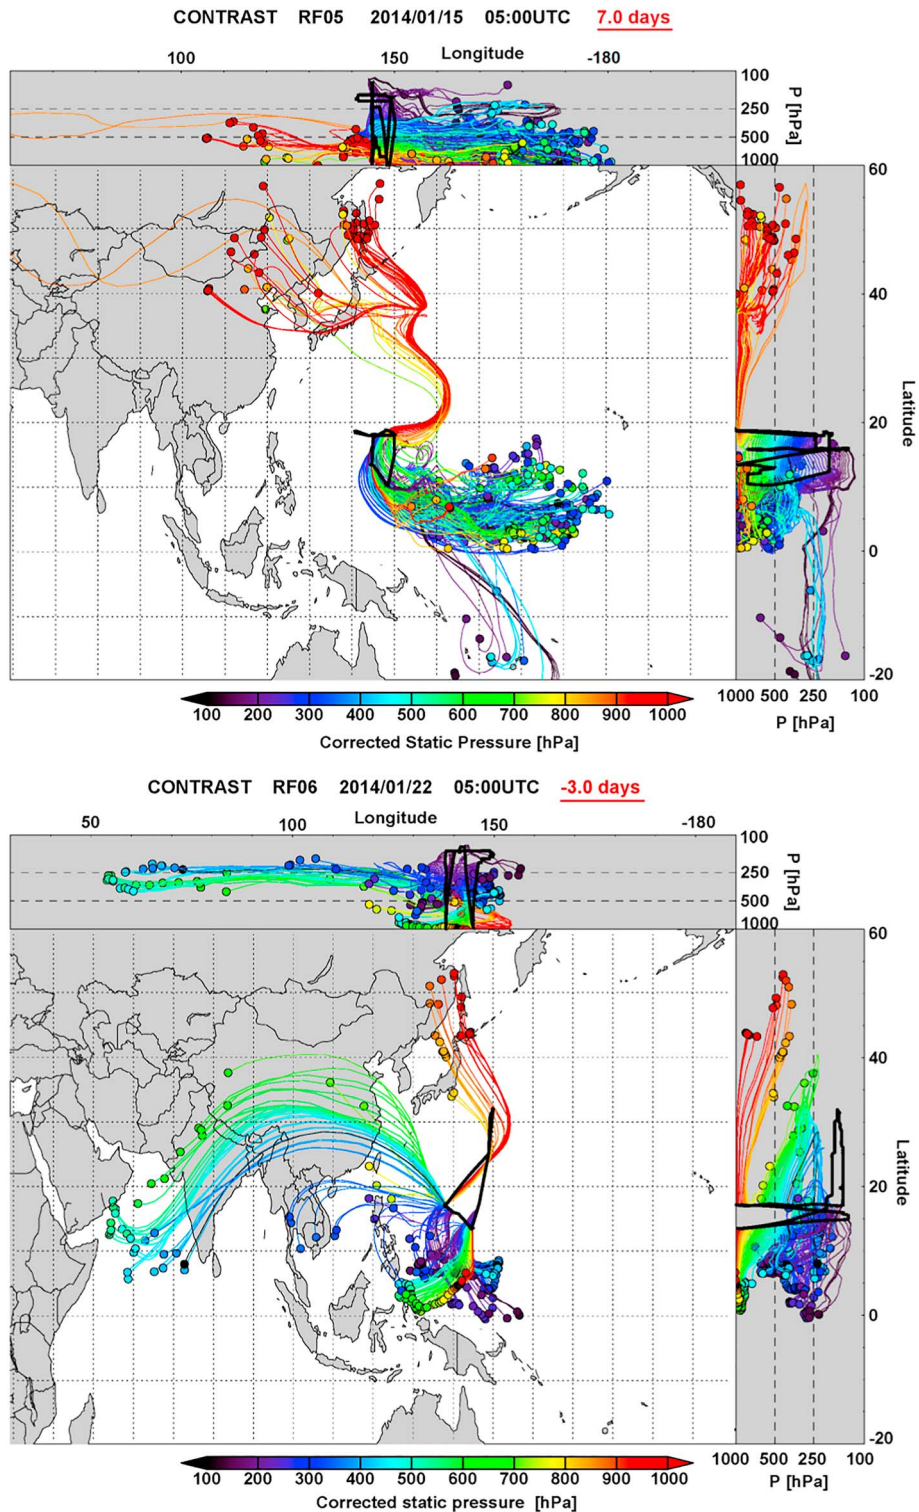 CONTRAST RF05 2014/01/15 05:00UTC 7.0 days
Longitude
100 150 -180
100
250
500
1000
P [hPa]
60
40
20
0
-20
Latitude
1000 500 250 100
P [hPa]
100 200 300 400 500 600 700 800 900 1000
Corrected Static Pressure [hPa]
CONTRAST RF06 2014/01/22 05:00UTC -3.0 days
Longitude
50 100 150 -180
100
250
500
1000
P [hPa]
60
40
20
0
-20
Latitude
1000 500 250 100
P [hPa]
100 200 300 400 500 600 700 800 900 1000
Corrected static pressure [hPa]